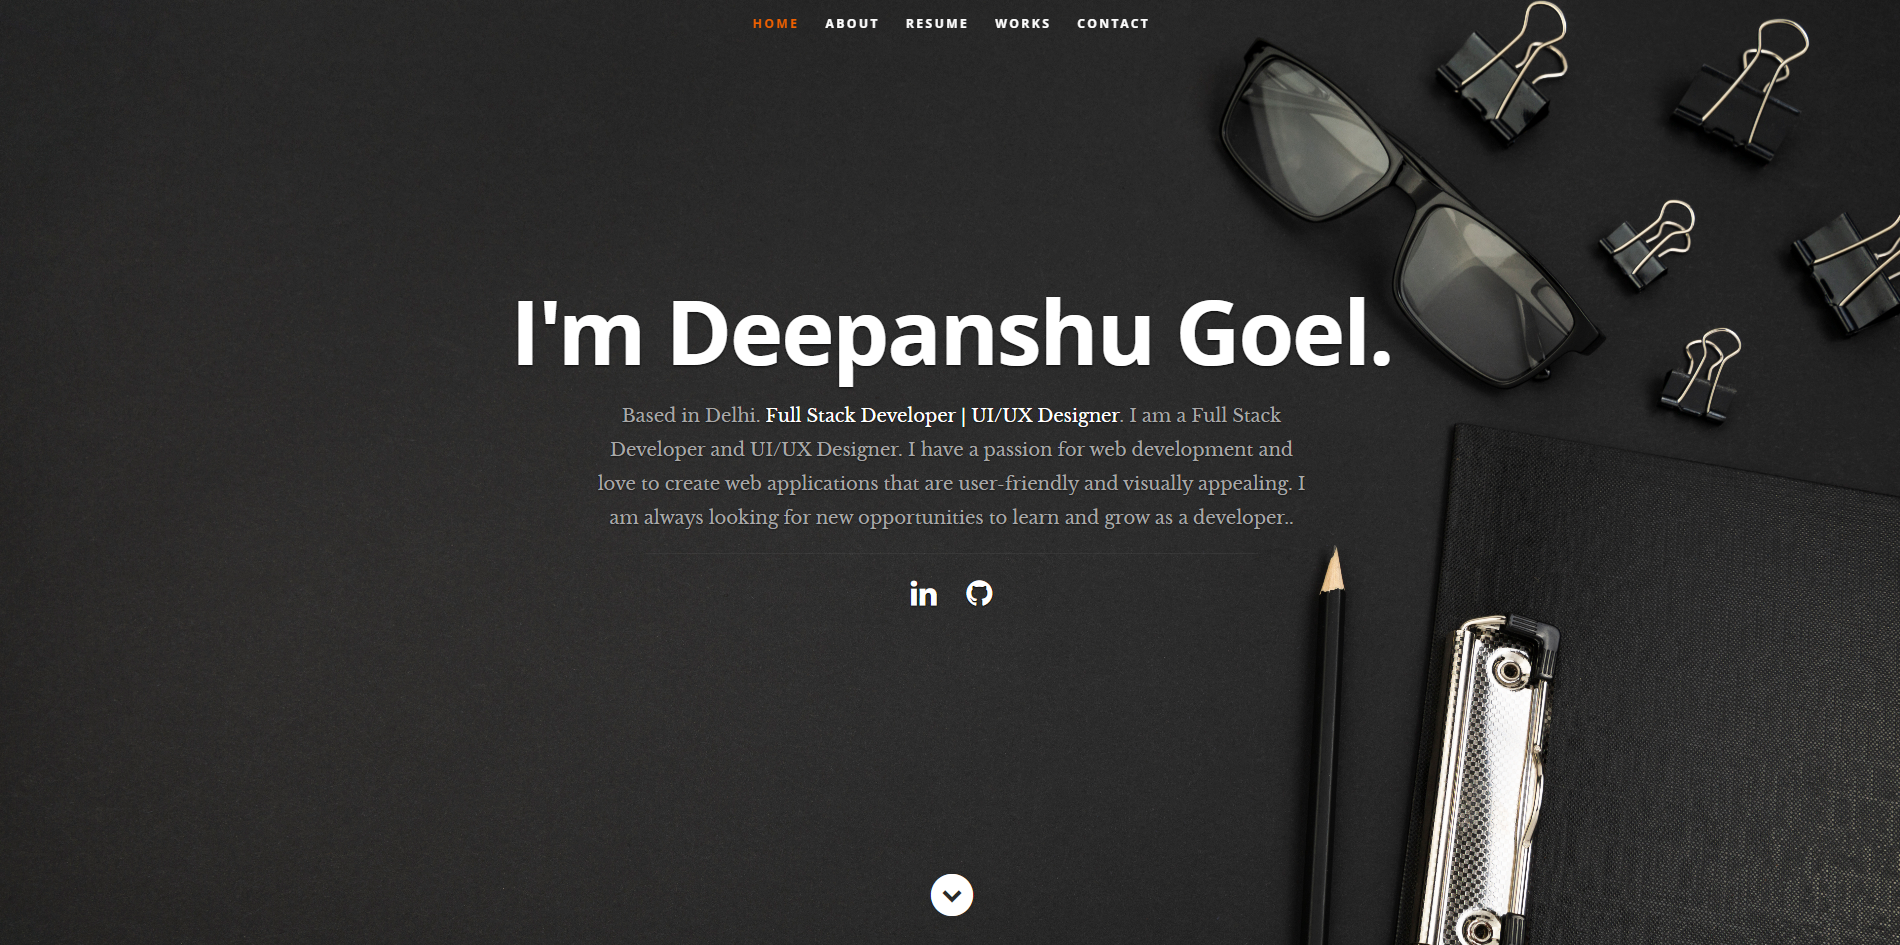 HOME ABOUT RESUME WORKS CONTACT
I'm Deepanshu Goel.
Based in Delhi. Full Stack Developer | UI/UX Designer. I am a Full Stack
Developer and UI/UX Designer. I have a passion for web development and
love to create web applications that are user-friendly and visually appealing. I
am always looking for new opportunities to learn and grow as a developer..
in